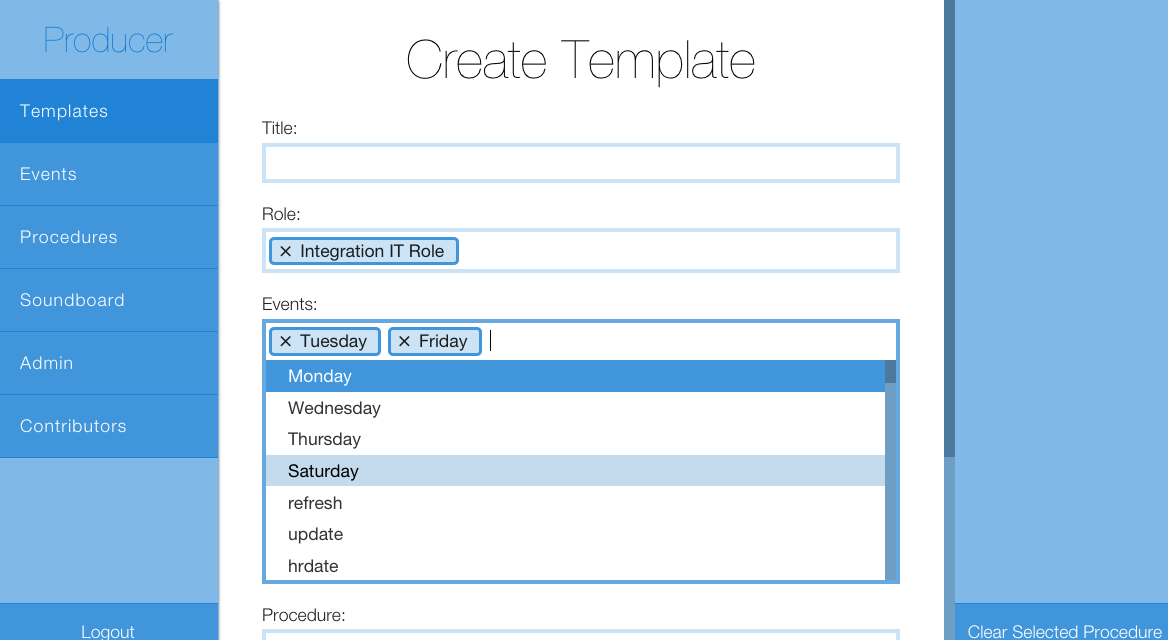 Producer
Templates
Events
Procedures
Soundboard
Admin
Contributors
Logout
Create Template
Title:
Role:
× Integration IT Role
Events:
× Tuesday × Friday
Monday
Wednesday
Thursday
Saturday
refresh
update
hrdate
Procedure:
Clear Selected Procedure